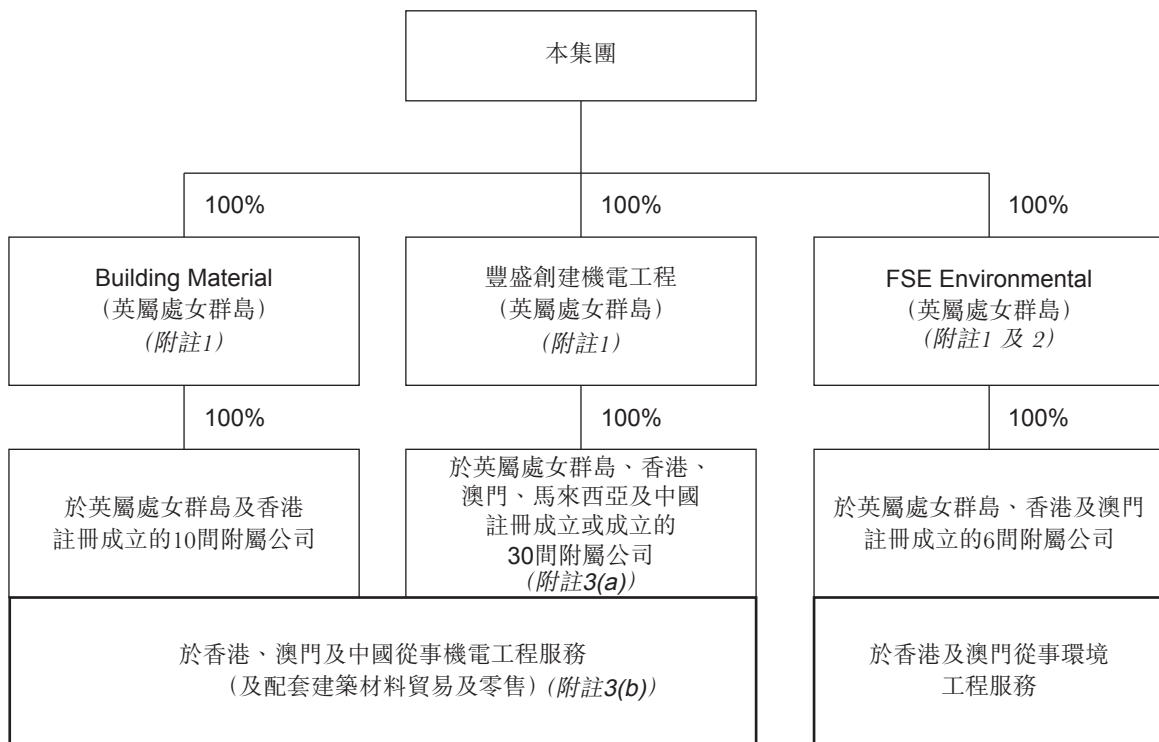 本集團
100%
100%
100%
Building Material
（英屬處女群島）
（附註1）
豐盛創建機電工程
（英屬處女群島）
（附註1）
FSE Environmental
（英屬處女群島）
（附註1 及 2）
100%
100%
100%
於英屬處女群島及香港
註冊成立的10間附屬公司
於英屬處女群島、香港、
澳門、馬來西亞及中國
註冊成立或成立的
30間附屬公司
（附註3(a)）
於英屬處女群島、香港及澳門
註冊成立的6間附屬公司
於香港、澳門及中國從事機電工程服務
（及配套建築材料貿易及零售）（附註3(b)）
於香港及澳門從事環境
工程服務